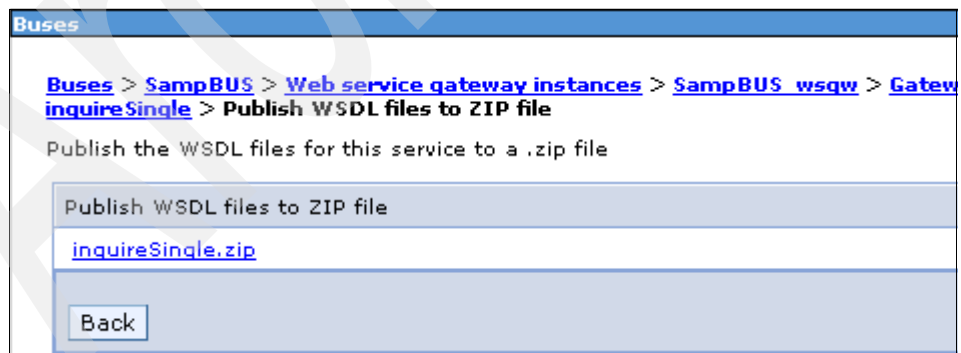 Buses
Buses > SampBUS > Web service gateway instances > SampBUS_wsgw > Gatew
inquireSingle > Publish WSDL files to ZIP file
Publish the WSDL files for this service to a .zip file
Publish WSDL files to ZIP file
inquireSingle.zip
Back